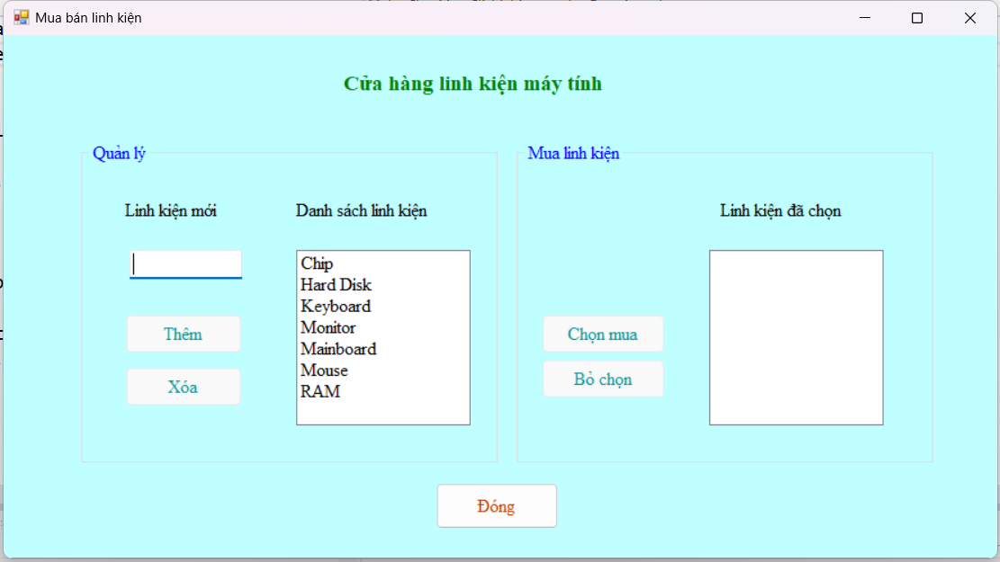 Mua bán linh kiện
Cửa hàng linh kiện máy tính
Quản lý
Linh kiện mới
Danh sách linh kiện
Chip
Hard Disk
Keyboard
Monitor
Mainboard
Mouse
RAM
Thêm
Xóa
Mua linh kiện
Linh kiện đã chọn
Chọn mua
Bỏ chọn
Đóng